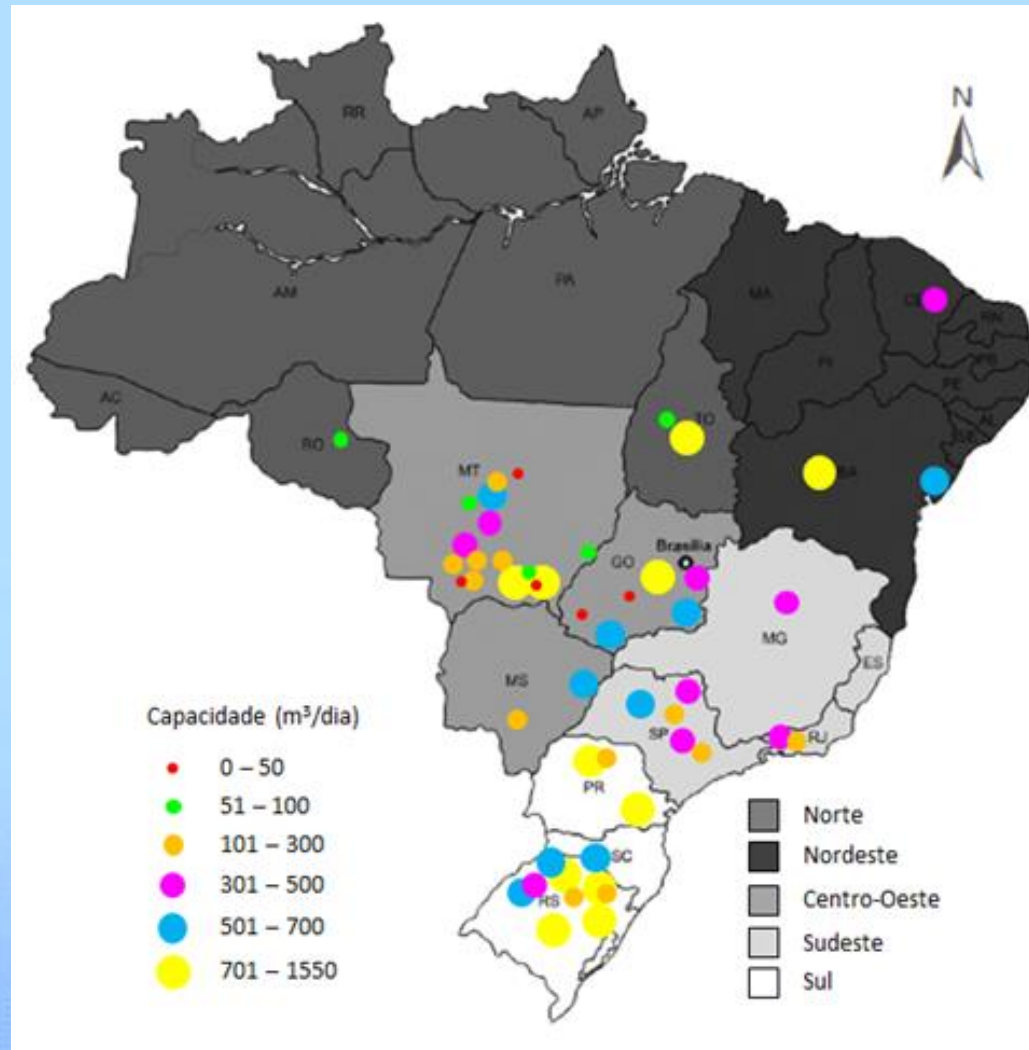 N
RR
AP
AM
PA
MA
CE
RN
PB
PI
PE
AC
AL
SE
TO
RO
BA
MT
Brasília
GO
MG
ES
MS
SP
RJ
PR
SC
RS
Capacidade (m³/dia)
0 – 50
51 – 100
101 – 300
301 – 500
501 – 700
701 – 1550
Norte
Nordeste
Centro-Oeste
Sudeste
Sul